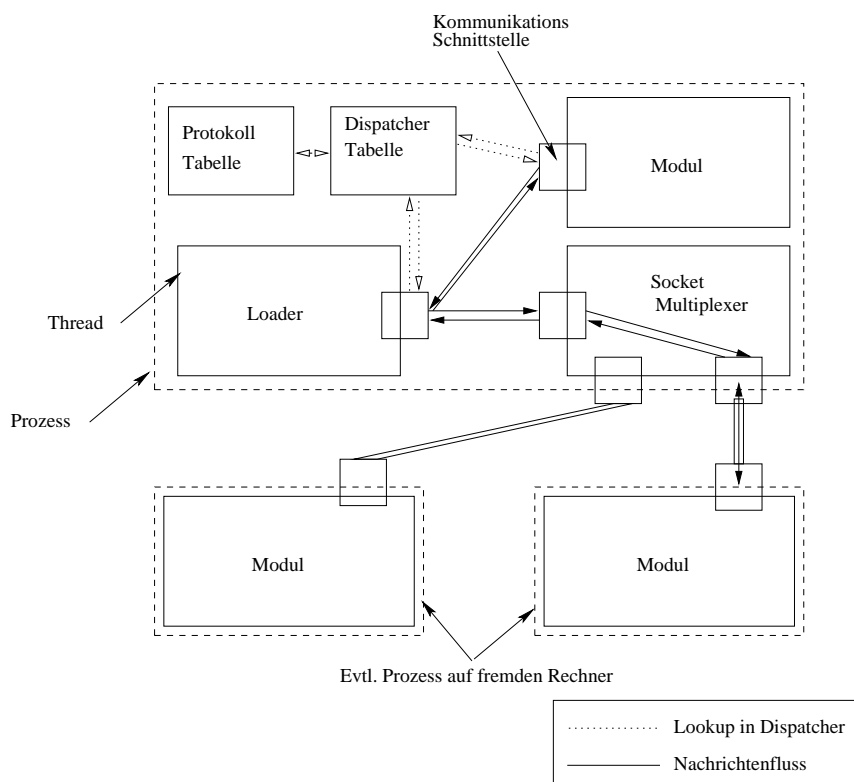 Kommunikations
Schnittstelle
Protokoll
Tabelle
Dispatcher
Tabelle
Modul
Thread
Loader
Socket
Multiplexer
Prozess
Modul
Modul
Evtl. Prozess auf fremden Rechner
Lookup in Dispatcher
Nachrichtenfluss